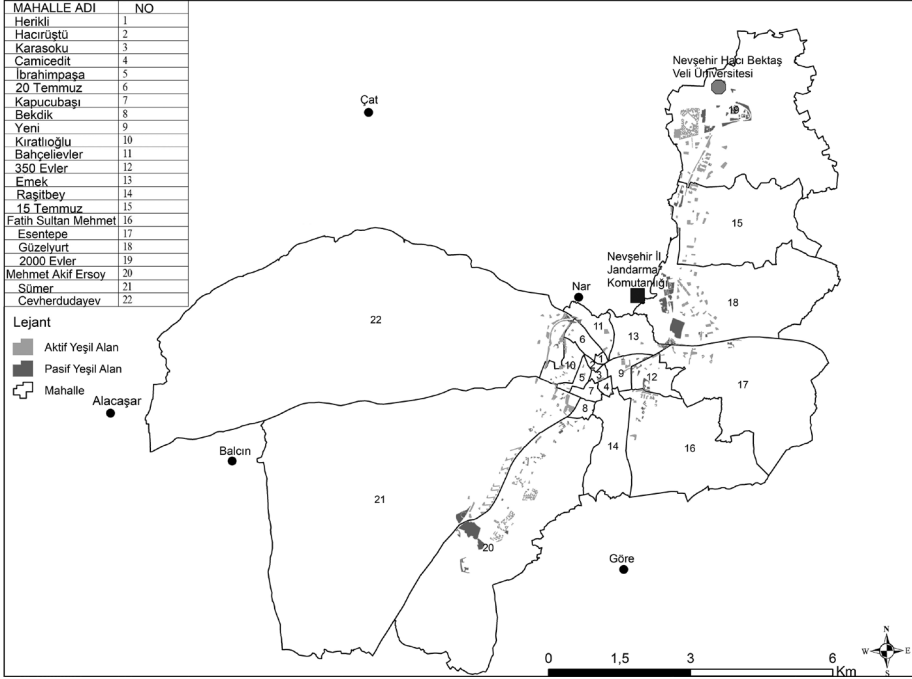 MAHALLE ADI NO
Herikli 1
Hacırüştü 2
Karasoku 3
Camicedit 4
İbrahimpaşa 5
20 Temmuz 6
Kapucubaşı 7
Bekdik 8
Yeni 9
Kıratlıoğlu 10
Bahçelievler 11
350 Evler 12
Emek 13
Raşitbey 14
15 Temmuz 15
Fatih Sultan Mehmet 16
Esentepe 17
Güzelyurt 18
2000 Evler 19
Mehmet Akif Ersoy 20
Sümer 21
Cevherdudayev 22
Lejant
Aktif Yeşil Alan
Pasif Yeşil Alan
Mahalle
Nevşehir Hacı Bektaş
Veli Üniversitesi
Çat
19
15
Nevşehir İl
Jandarma
Komutanlığı
Nar
18
22
11
13
6
1
2
10
3
5
9
12
17
4
7
Alacaşar
8
Balcın
14
16
21
20
Göre
N
W E
S
0 1,5 3 6
Km